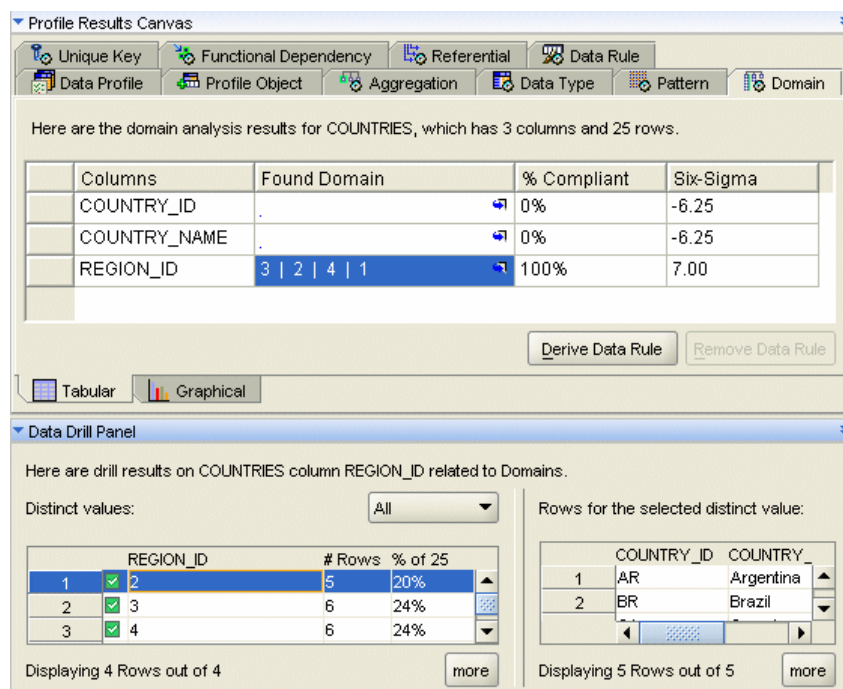 Profile Results Canvas
Unique Key Functional Dependency Referential Data Rule
Data Profile Profile Object Aggregation Data Type Pattern Domain
Here are the domain analysis results for COUNTRIES, which has 3 columns and 25 rows.
Columns Found Domain % Compliant Six-Sigma
COUNTRY_ID . 0% -6.25
COUNTRY_NAME . 0% -6.25
REGION_ID 3 | 2 | 4 | 1 100% 7.00
Derive Data Rule Remove Data Rule
Tabular Graphical
Data Drill Panel
Here are drill results on COUNTRIES column REGION_ID related to Domains.
Distinct values: All
REGION_ID # Rows % of 25
1 2 5 20%
2 3 6 24%
3 4 6 24%
Displaying 4 Rows out of 4 more
Rows for the selected distinct value:
COUNTRY_ID COUNTRY_
1 AR Argentina
2 BR Brazil
Displaying 5 Rows out of 5 more